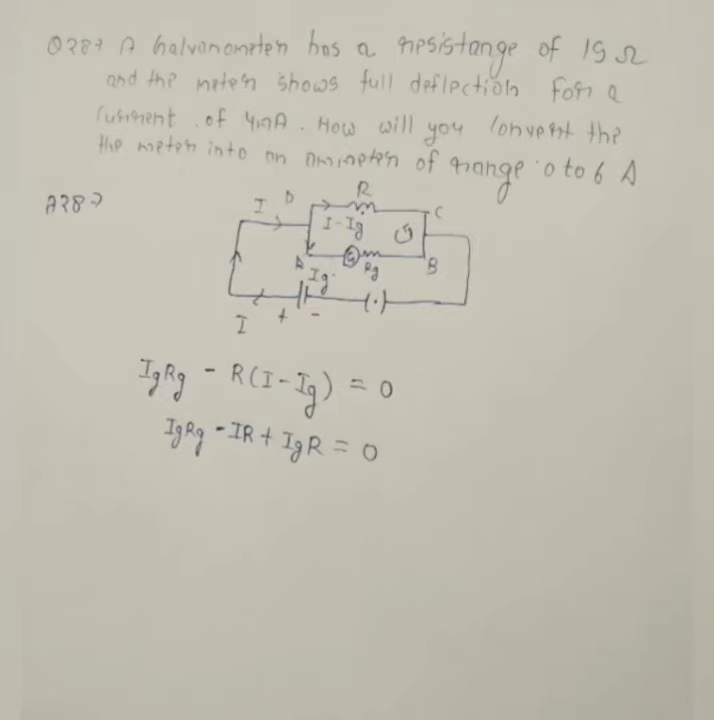 Q28→ A Galvanometer has a resistange of 15 Ω
and the meter shows full deflection for a
current . of 4mA . How will you Convert the
the meter into an ammeter of range 0 to 6 A
A28→
I D R C
I-Ig G
A G Rg B
Ig
I + -
IgRg - R(I-Ig) = 0
IgRg - IR + IgR = 0